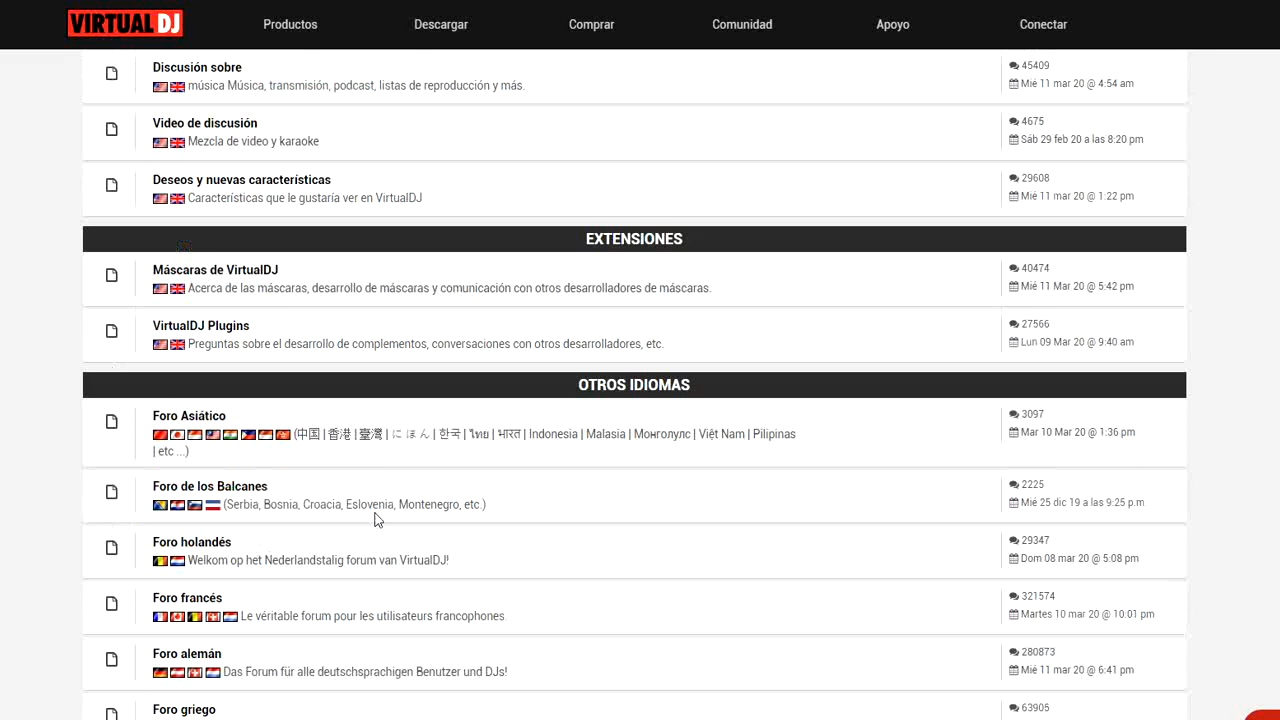 VIRTUAL DJ
Productos
Descargar
Comprar
Comunidad
Apoyo
Conectar
Discusión sobre
música Música, transmisión, podcast, listas de reproducción y más.
45409
Mié 11 mar 20 @ 4:54 am
Video de discusión
Mezcla de video y karaoke
4675
Sáb 29 feb 20 a las 8:20 pm
Deseos y nuevas características
Características que le gustaría ver en VirtualDJ
29608
Mié 11 mar 20 @ 1:22 pm
EXTENSIONES
Máscaras de VirtualDJ
Acerca de las máscaras, desarrollo de máscaras y comunicación con otros desarrolladores de máscaras.
40474
Mié 11 Mar 20 @ 5:42 pm
VirtualDJ Plugins
Preguntas sobre el desarrollo de complementos, conversaciones con otros desarrolladores, etc.
27566
Lun 09 Mar 20 @ 9:40 am
OTROS IDIOMAS
Foro Asiático
(中国 | 香港 | 臺灣 | にほん | 한국 | ไทย | भारत | Indonesia | Malasia | Монголулс | Việt Nam | Pilipinas
| etc ...)
3097
Mar 10 Mar 20 @ 1:36 pm
Foro de los Balcanes
(Serbia, Bosnia, Croacia, Eslovenia, Montenegro, etc.)
2225
Mié 25 dic 19 a las 9:25 p.m
Foro holandés
Welkom op het Nederlandstalig forum van VirtualDJ!
29347
Dom 08 mar 20 @ 5:08 pm
Foro francés
Le véritable forum pour les utilisateurs francophones
321574
Martes 10 mar 20 @ 10:01 pm
Foro alemán
Das Forum für alle deutschsprachigen Benutzer und DJs!
280873
Mié 11 mar 20 @ 6:41 pm
Foro griego
63905